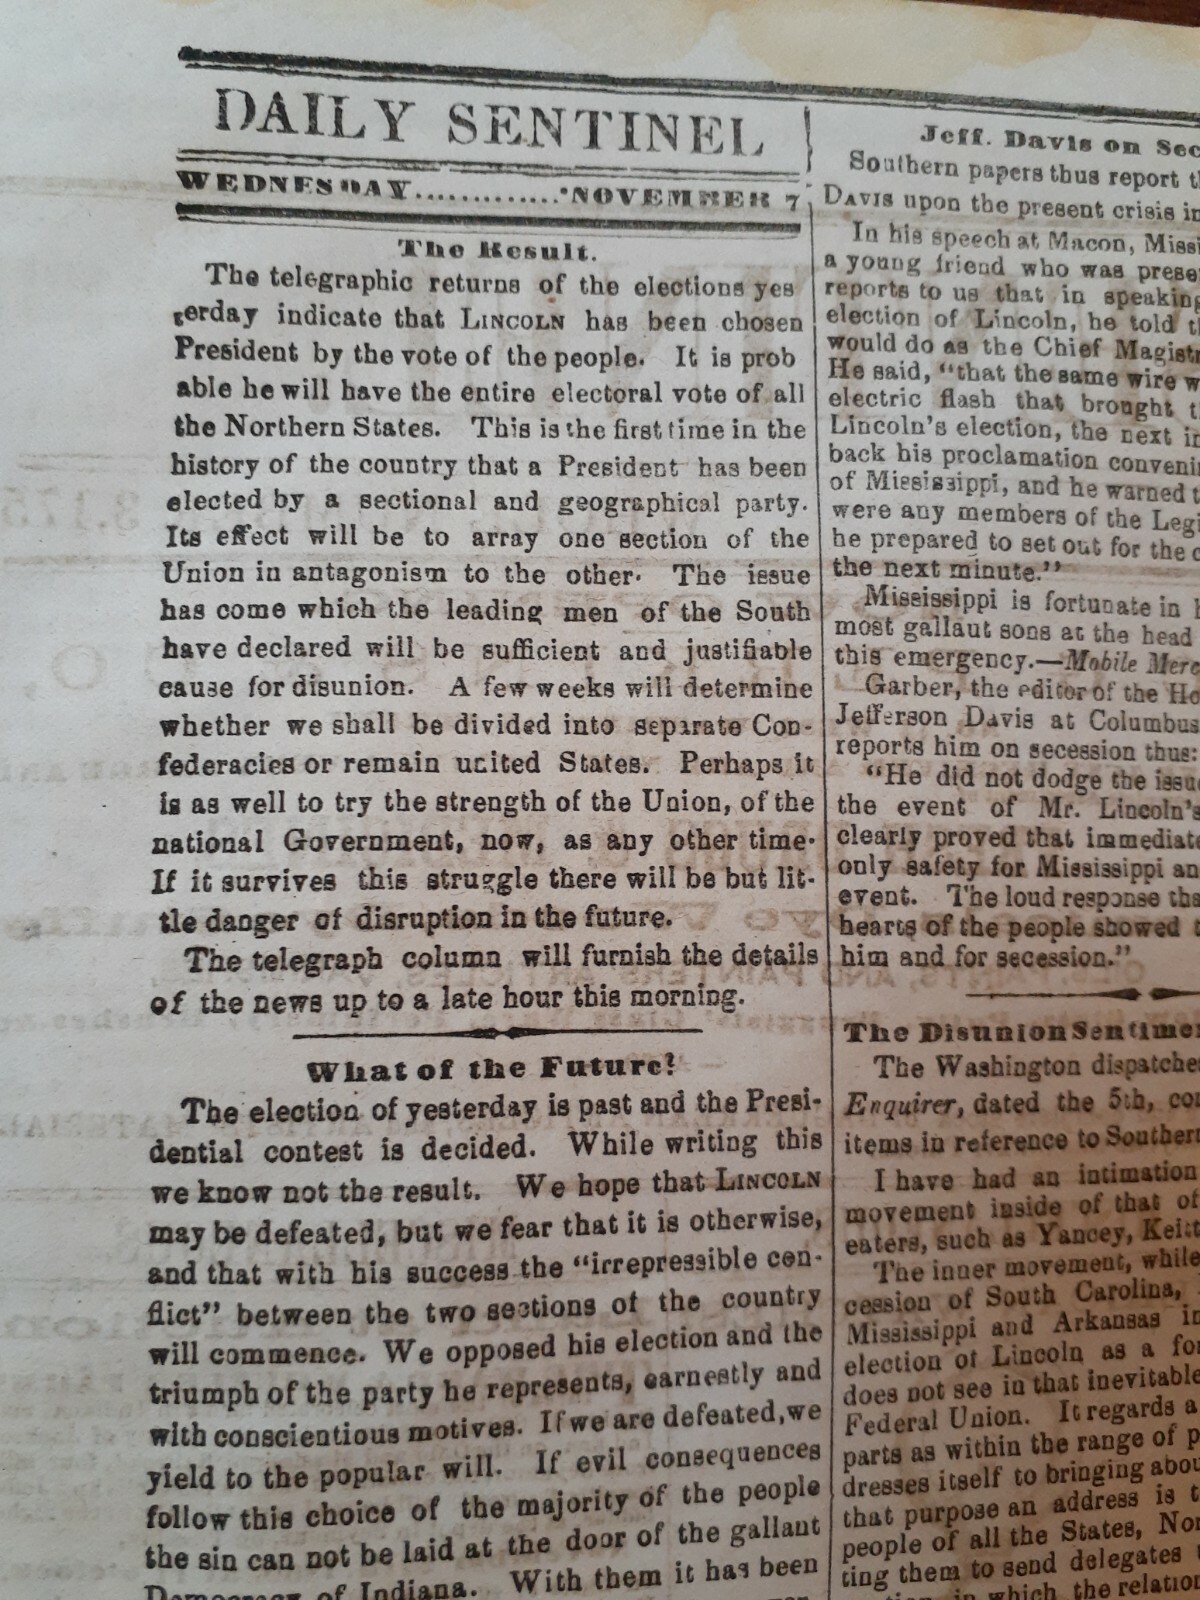 DAILY SENTINEL
WEDNESDAY.............NOVEMBER 7
The Result.
The telegraphic returns of the elections yes
terday indicate that LINCOLN has been chosen
President by the vote of the people. It is prob
able he will have the entire electoral vote of all
the Northern States. This is the first time in the
history of the country that a President has been
elected by a sectional and geographical party.
Its effect will be to array one section of the
Union in antagonism to the other. The issue
has come which the leading men of the South
have declared will be sufficient and justifiable
cause for disunion. A few weeks will determine
whether we shall be divided into separate Con-
federacies or remain united States. Perhaps it
is as well to try the strength of the Union, of the
national Government, now, as any other time.
If it survives this struggle there will be but lit-
tle danger of disruption in the future.
The telegraph column will furnish the details
of the news up to a late hour this morning.
What of the Future?
The election of yesterday is past and the Presi-
dential contest is decided. While writing this
we know not the result. We hope that LINCOLN
may be defeated, but we fear that it is otherwise,
and that with his success the "irrepressible con-
flict" between the two sections of the country
will commence. We opposed his election and the
triumph of the party he represents, earnestly and
with conscientious motives. If we are defeated, we
yield to the popular will. If evil consequences
follow this choice of the majority of the people
the sin can not be laid at the door of the gallant
Democracy of Indiana. With them it has been
Jeff. Davis on Sec
Southern papers thus report
DAVIS upon the present crisis in
In his speech at Macon, Missi
a young friend who was prese
reports to us that in speaking
election of Lincoln, he told
would do as the Chief Magistr
He said, "that the same wire
electric flash that brought
Lincoln's election, the next
back his proclamation conveni
of Miesissippi, and he warned
were any members of the Legi
he prepared to set out for the
the next minute."
Mississippi is fortunate in
most gallaut sons at the head
this emergency.—Mobile Merc
Garber, the editor of the
Jefferson Davis at Columbus
reports him on secession thus:
"He did not dodge the issu
the event of Mr. Lincoln's
clearly proved that immediat
only safety for Mississippi an
event. The loud response tha
hearts of the people showed
him and for secession."
The Disunion Sentime
The Washington dispatche
Enquirer, dated the 5th, con
items in reference to Southern
I have had an intimation
movement inside of that of
eaters, such as Yancey, Keitt
The inner movement, while
cession of South Carolina,
Mississippi and Arkansas in
election of Lincoln as a for
does not see in that inevitable
Federal Union. It regards a
parts as within the range of p
dresses itself to bringing abou
that purpose an address is
people of all the States, Nor
ting them to send delegates
in which the relatio